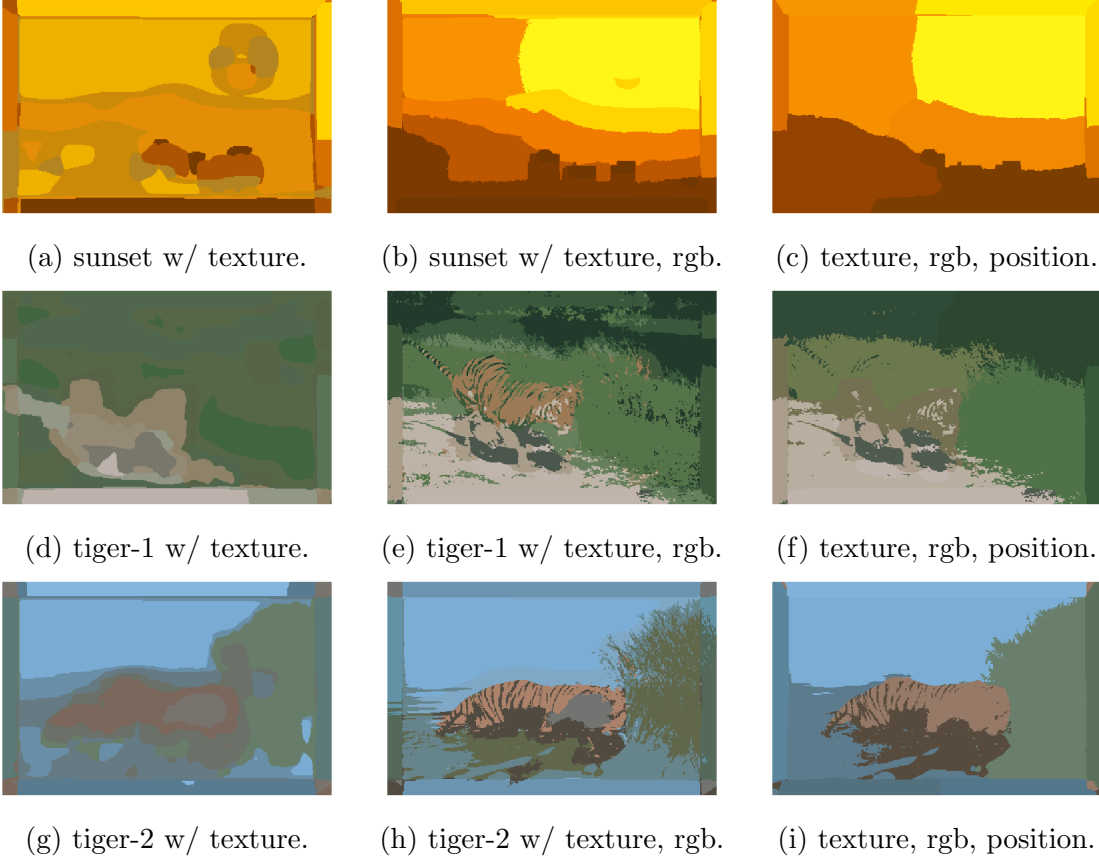 (a) sunset w/ texture.
(b) sunset w/ texture, rgb.
(c) texture, rgb, position.
(d) tiger-1 w/ texture.
(e) tiger-1 w/ texture, rgb.
(f) texture, rgb, position.
(g) tiger-2 w/ texture.
(h) tiger-2 w/ texture, rgb.
(i) texture, rgb, position.